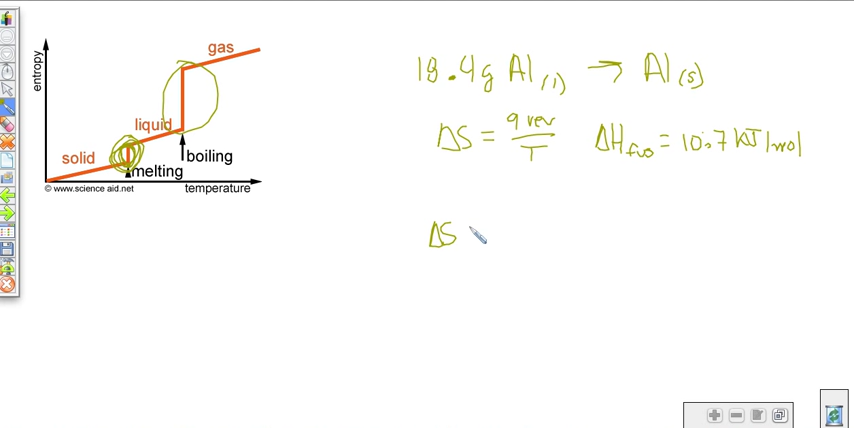 gas
entropy
liquid
solid
boiling
melting
© www.science aid.net
temperature
18.4g Al(l) → Al(s)
ΔS = q rev / T    ΔHfus = 10.7 kJ/mol
ΔS